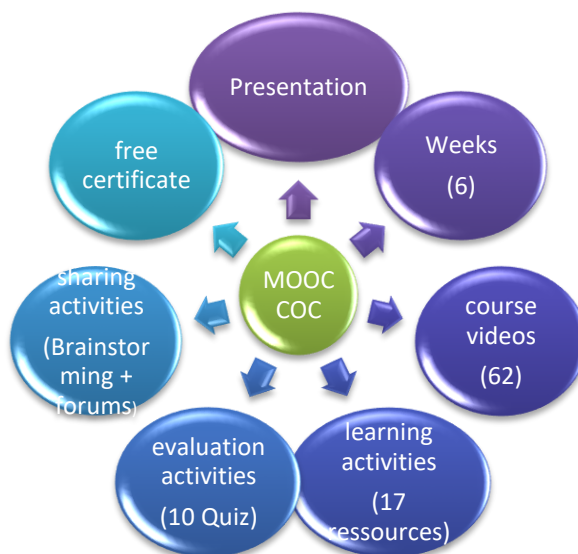 Presentation
Weeks
(6)
course
videos
(62)
learning
activities
(17
ressources)
evaluation
activities
(10 Quiz)
sharing
activities
(Brainstor
ming +
forums)
free
certificate
MOOC
COC